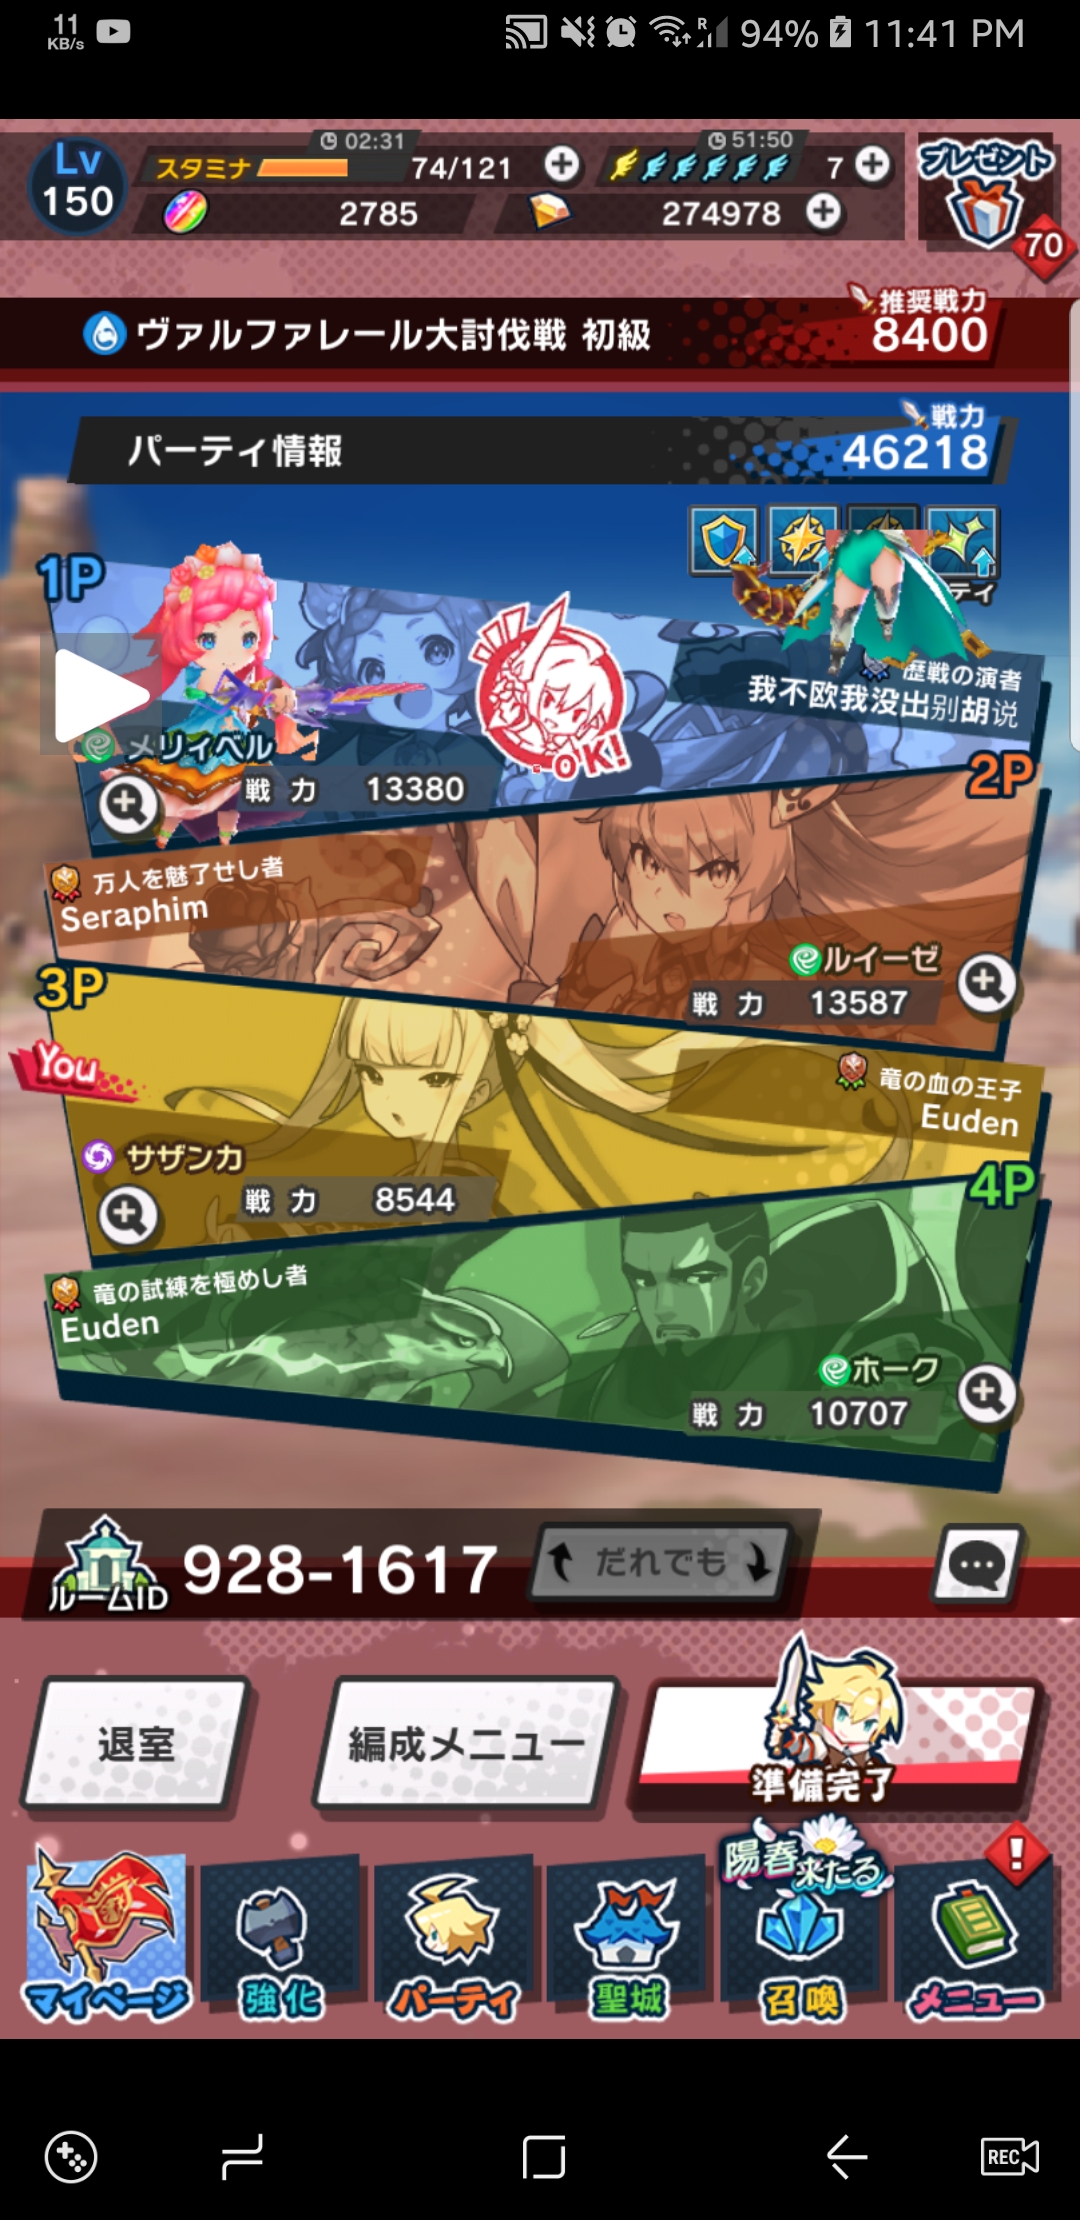 11
KB/s
R
94%
11:41 PM
Lv
150
02:31
スタミナ
74/121
51:50
7
2785
274978
プレゼント
70
推奨戦力
ヴァルファレール大討伐戦 初級
8400
戦力
パーティ情報
46218
1P
ティ
歴戦の演者
我不欧我没出别胡说
OK!
メリィベル
戦力 13380
2P
万人を魅了せし者
Seraphim
ルイーゼ
戦力 13587
3P
You
竜の血の王子
Euden
サザンカ
戦力 8544
4P
竜の試練を極めし者
Euden
ホーク
戦力 10707
ルームID
928-1617
だれでも
退室
編成メニュー
準備完了
陽春来たる
!
マイページ
強化
パーティ
聖城
召喚
メニュー
REC